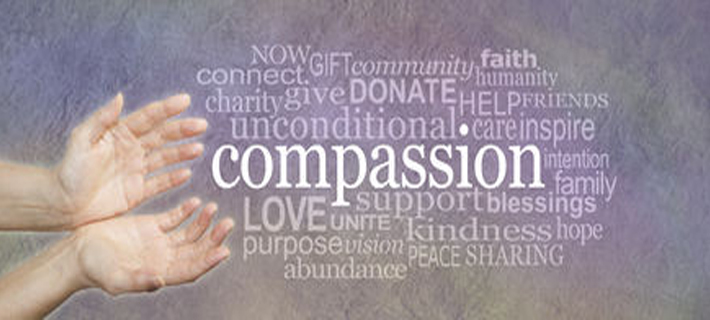 NOW GIFT community faith
connect. humanity
charity give DONATE HELP FRIENDS
unconditional care inspire
compassion intention
support blessings family
LOVE UNITE kindness hope
purpose vision PEACE SHARING
abundance